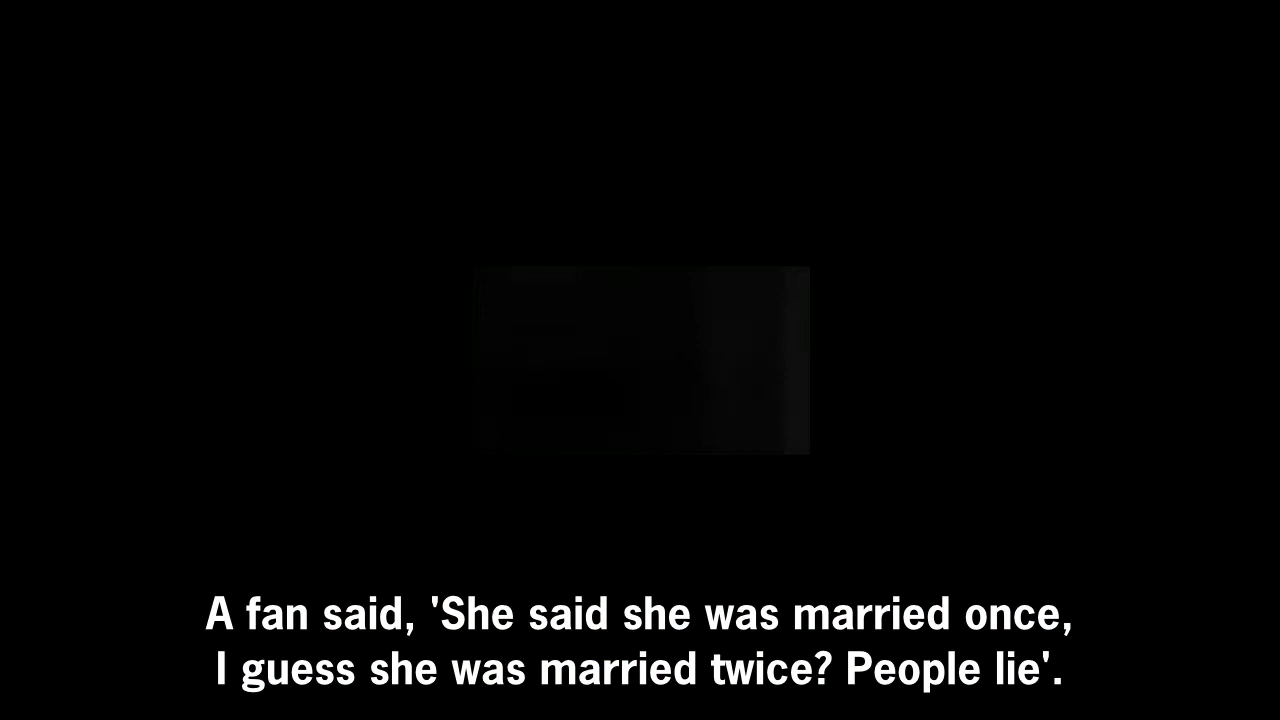 A fan said, 'She said she was married once,
I guess she was married twice? People lie'.